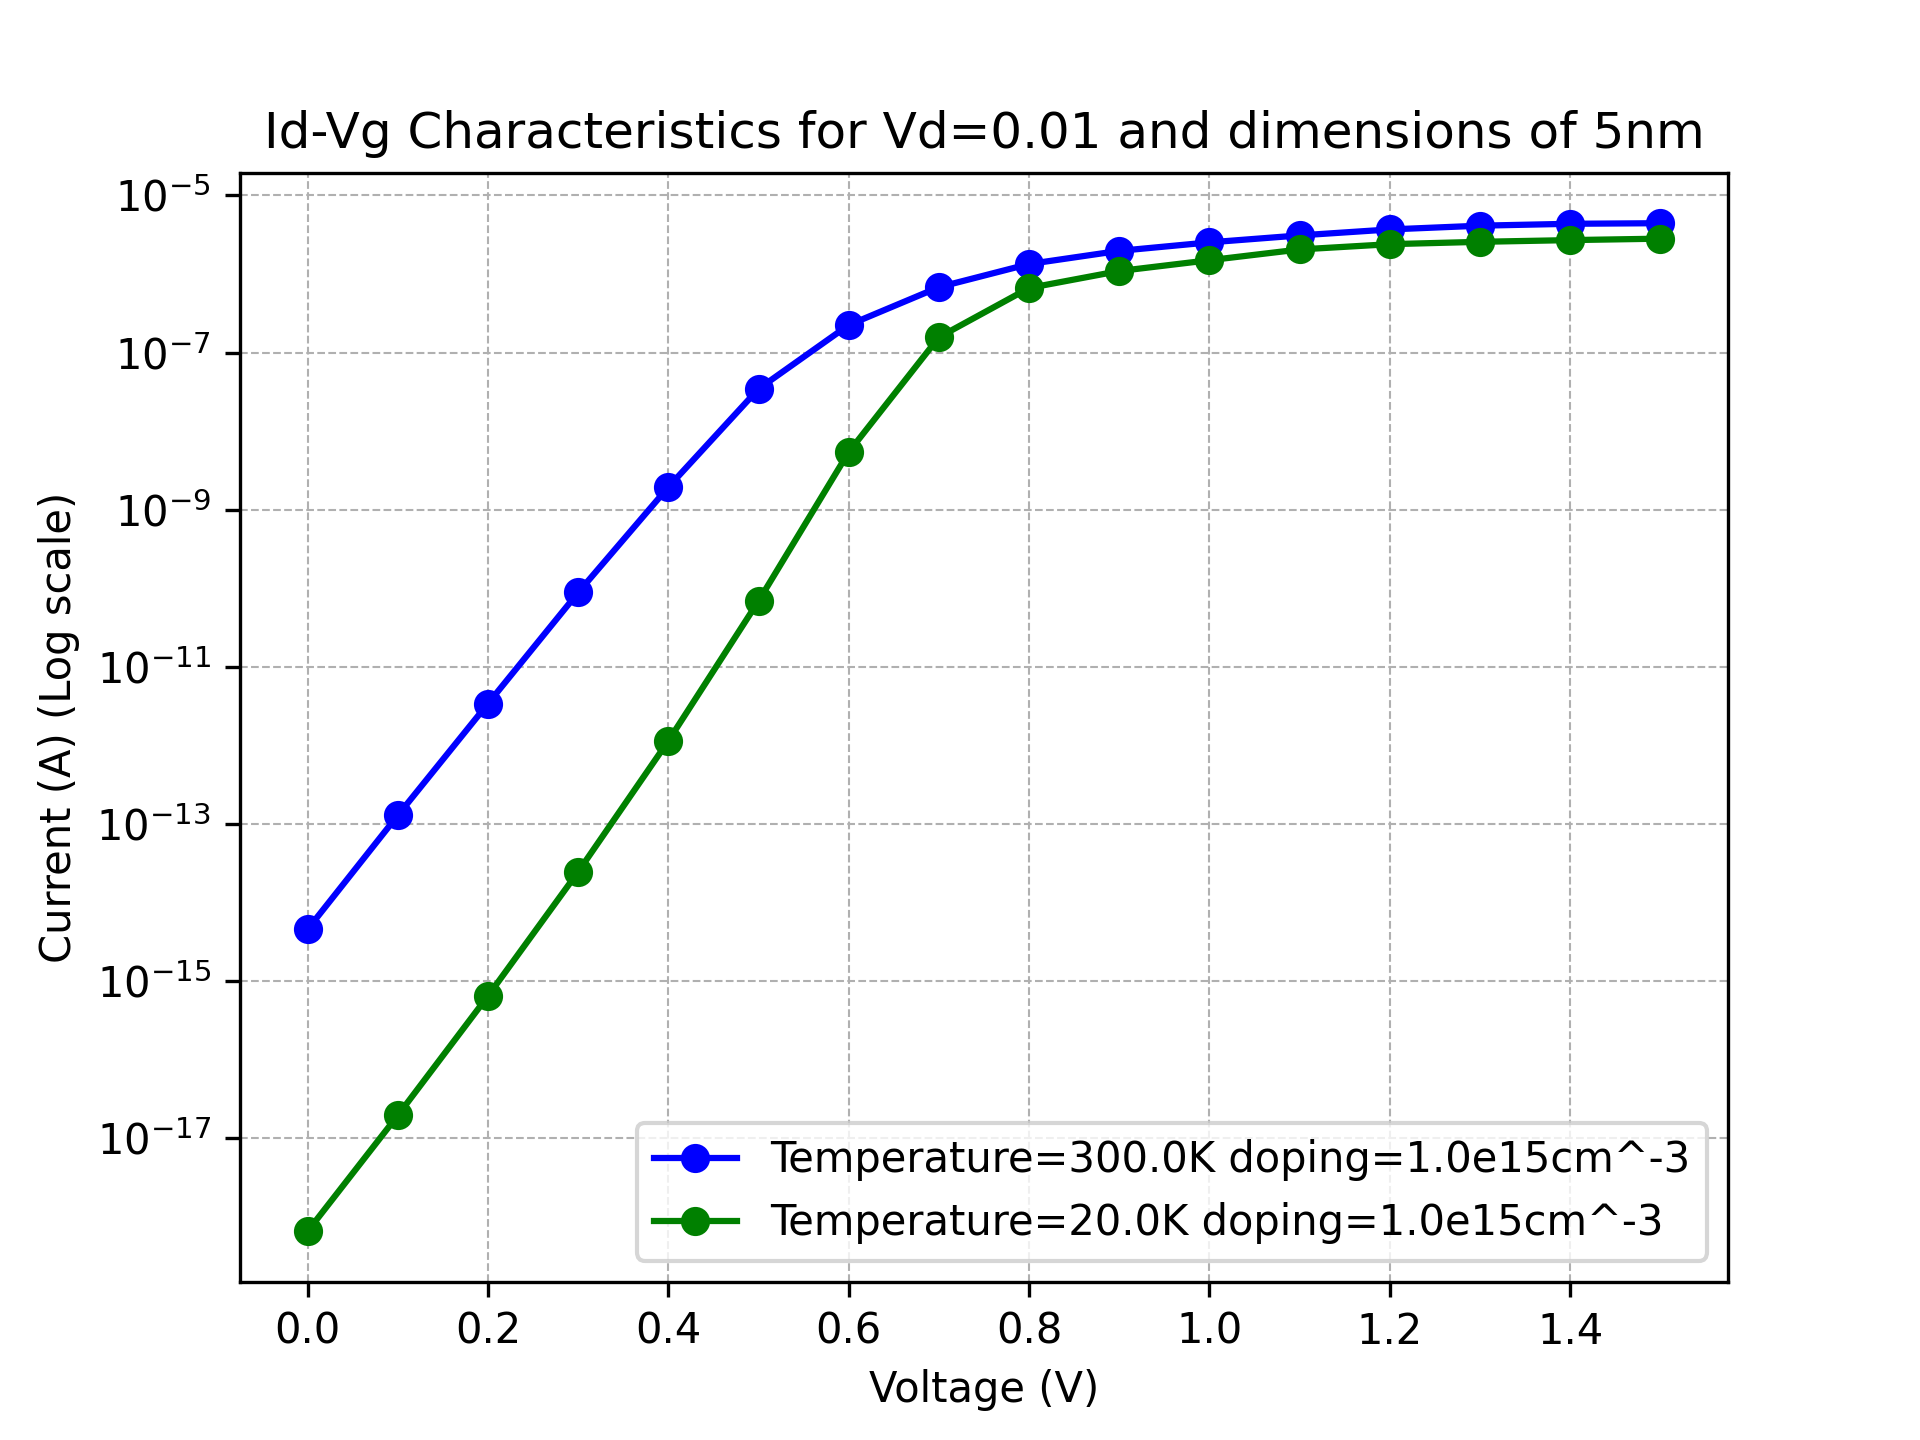 Id-Vg Characteristics for Vd=0.01 and dimensions of 5nm
Current (A) (Log scale)
10⁻⁵
10⁻⁷
10⁻⁹
10⁻¹¹
10⁻¹³
10⁻¹⁵
10⁻¹⁷
Temperature=300.0K doping=1.0e15cm^-3
Temperature=20.0K doping=1.0e15cm^-3
0.0 0.2 0.4 0.6 0.8 1.0 1.2 1.4
Voltage (V)